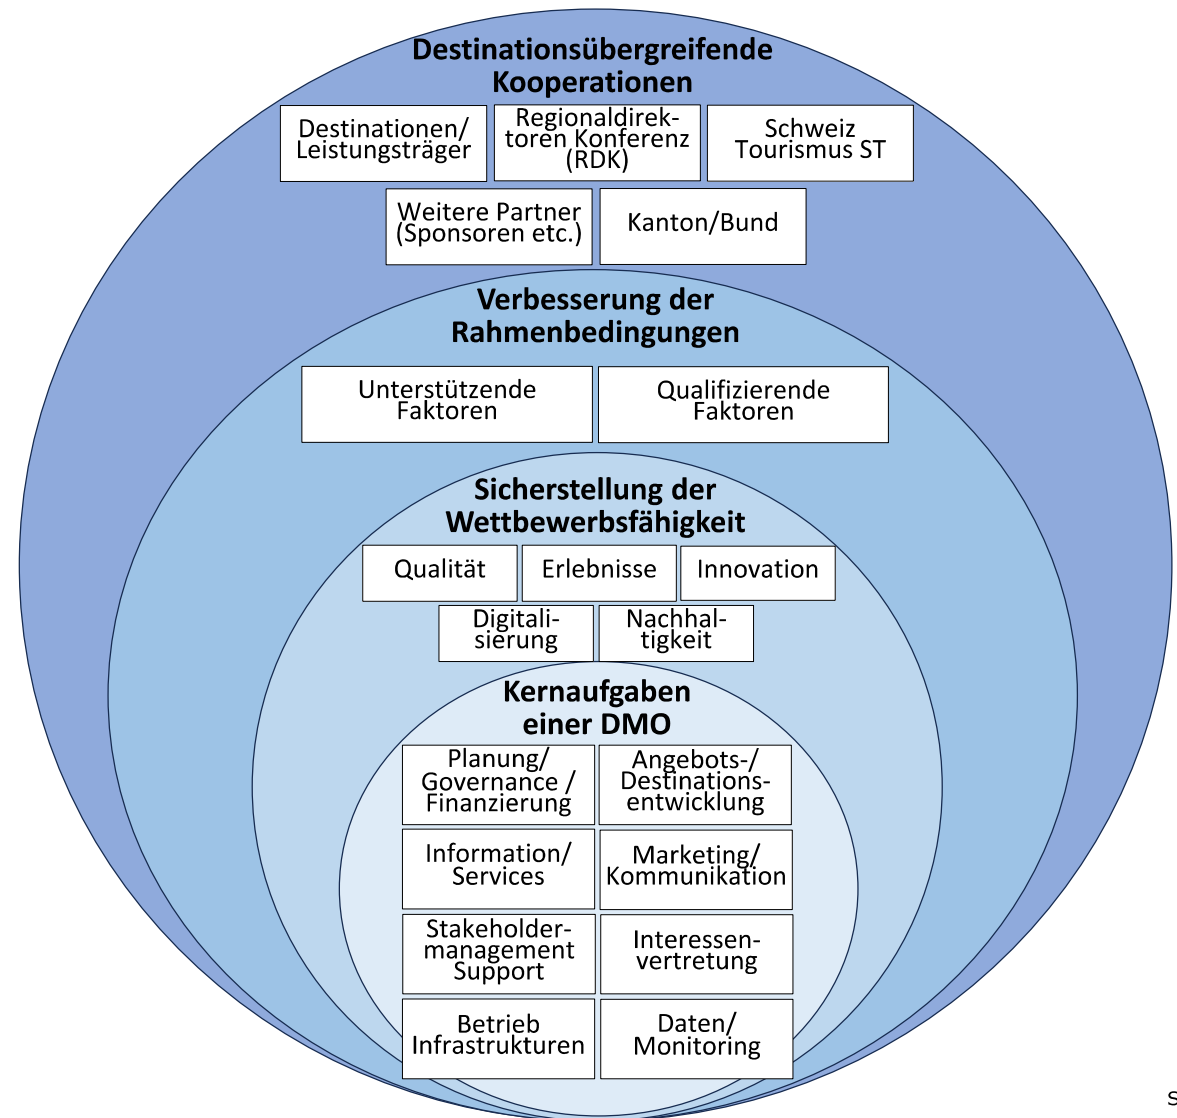 Destinationsübergreifende
Kooperationen
Destinationen/
Leistungsträger
Regionaldirek-
toren Konferenz
(RDK)
Schweiz
Tourismus ST
Weitere Partner
(Sponsoren etc.)
Kanton/Bund
Verbesserung der
Rahmenbedingungen
Unterstützende
Faktoren
Qualifizierende
Faktoren
Sicherstellung der
Wettbewerbsfähigkeit
Qualität
Erlebnisse
Innovation
Digitali-
sierung
Nachhal-
tigkeit
Kernaufgaben
einer DMO
Planung/
Governance /
Finanzierung
Angebots-/
Destinations-
entwicklung
Information/
Services
Marketing/
Kommunikation
Stakeholder-
management
Support
Interessen-
vertretung
Betrieb
Infrastrukturen
Daten/
Monitoring